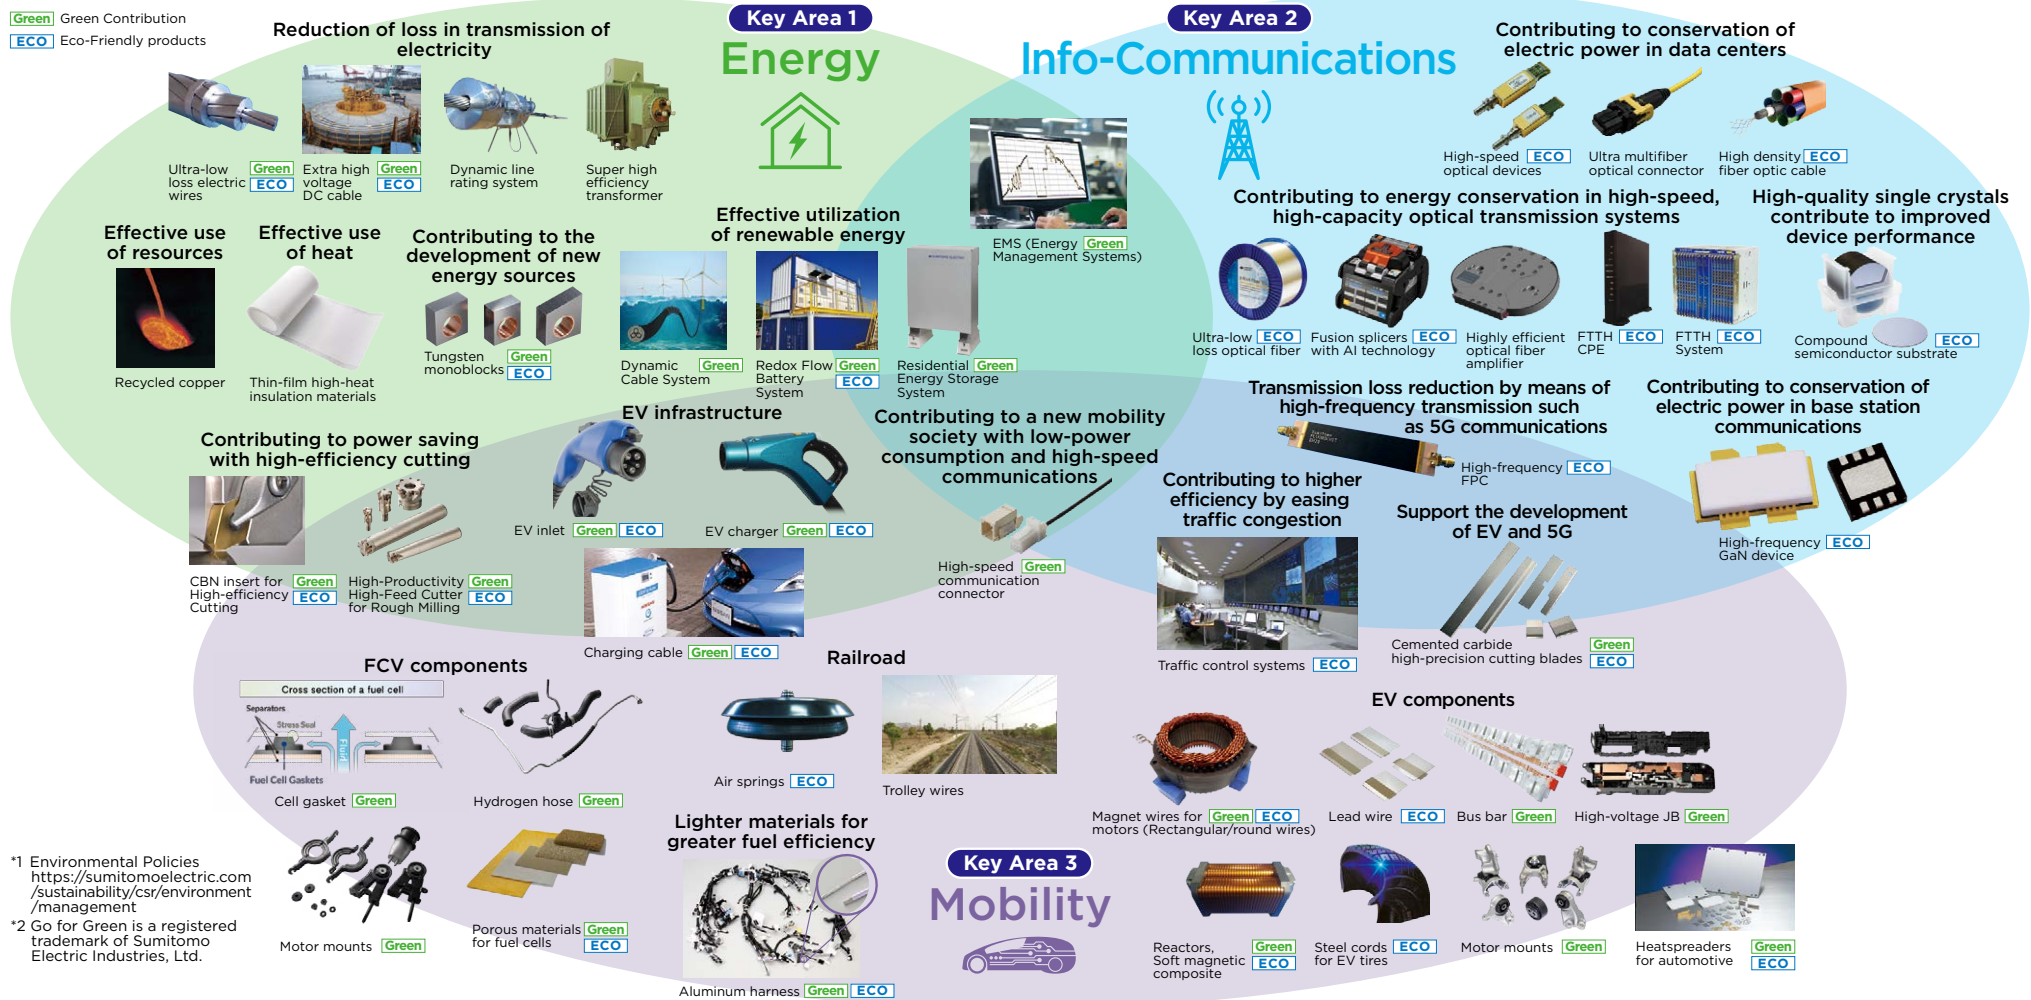 Green Green Contribution
ECO Eco-Friendly products
Key Area 1
Energy
Reduction of loss in transmission of
electricity
Ultra-low
loss electric
wires
Green
ECO
Extra high
voltage
DC cable
Green
ECO
Dynamic line
rating system
Super high
efficiency
transformer
Effective use
of resources
Recycled copper
Effective use
of heat
Thin-film high-heat
insulation materials
Contributing to the
development of new
energy sources
Tungsten
monoblocks
Green
ECO
Effective utilization
of renewable energy
Dynamic
Cable System
Green
Redox Flow
Battery
System
Green
ECO
Residential
Energy Storage
System
Green
EMS (Energy
Management Systems)
Green
Key Area 2
Info-Communications
Contributing to conservation of
electric power in data centers
High-speed
optical devices
ECO
Ultra multifiber
optical connector
High density
fiber optic cable
ECO
Contributing to energy conservation in high-speed,
high-capacity optical transmission systems
Ultra-low
loss optical fiber
ECO
Fusion splicers
with AI technology
ECO
Highly efficient
optical fiber
amplifier
FTTH
CPE
ECO
FTTH
System
ECO
High-quality single crystals
contribute to improved
device performance
Compound
semiconductor substrate
ECO
Transmission loss reduction by means of
high-frequency transmission such
as 5G communications
High-frequency
FPC
ECO
Contributing to conservation of
electric power in base station
communications
High-frequency
GaN device
ECO
Contributing to power saving
with high-efficiency cutting
CBN insert for
High-efficiency
Cutting
Green
ECO
High-Productivity
High-Feed Cutter
for Rough Milling
Green
ECO
EV infrastructure
EV inlet Green ECO
EV charger Green ECO
Charging cable Green ECO
Contributing to a new mobility
society with low-power
consumption and high-speed
communications
High-speed
communication
connector
Green
Contributing to higher
efficiency by easing
traffic congestion
Traffic control systems ECO
Support the development
of EV and 5G
Cemented carbide
high-precision cutting blades
Green
ECO
FCV components
Cross section of a fuel cell
Separators
Stress Seal
Fluid
Fuel Cell Gaskets
Cell gasket Green
Hydrogen hose Green
Motor mounts Green
Porous materials
for fuel cells
Green
ECO
Railroad
Air springs ECO
Trolley wires
Lighter materials for
greater fuel efficiency
Aluminum harness Green ECO
Key Area 3
Mobility
EV components
Magnet wires for
motors (Rectangular/round wires)
Green ECO
Lead wire ECO
Bus bar Green
High-voltage JB Green
Reactors,
Soft magnetic
composite
Green
ECO
Steel cords
for EV tires
ECO
Motor mounts Green
Heatspreaders
for automotive
Green
ECO
*1 Environmental Policies
https://sumitomoelectric.com
/sustainability/csr/environment
/management
*2 Go for Green is a registered
trademark of Sumitomo
Electric Industries, Ltd.